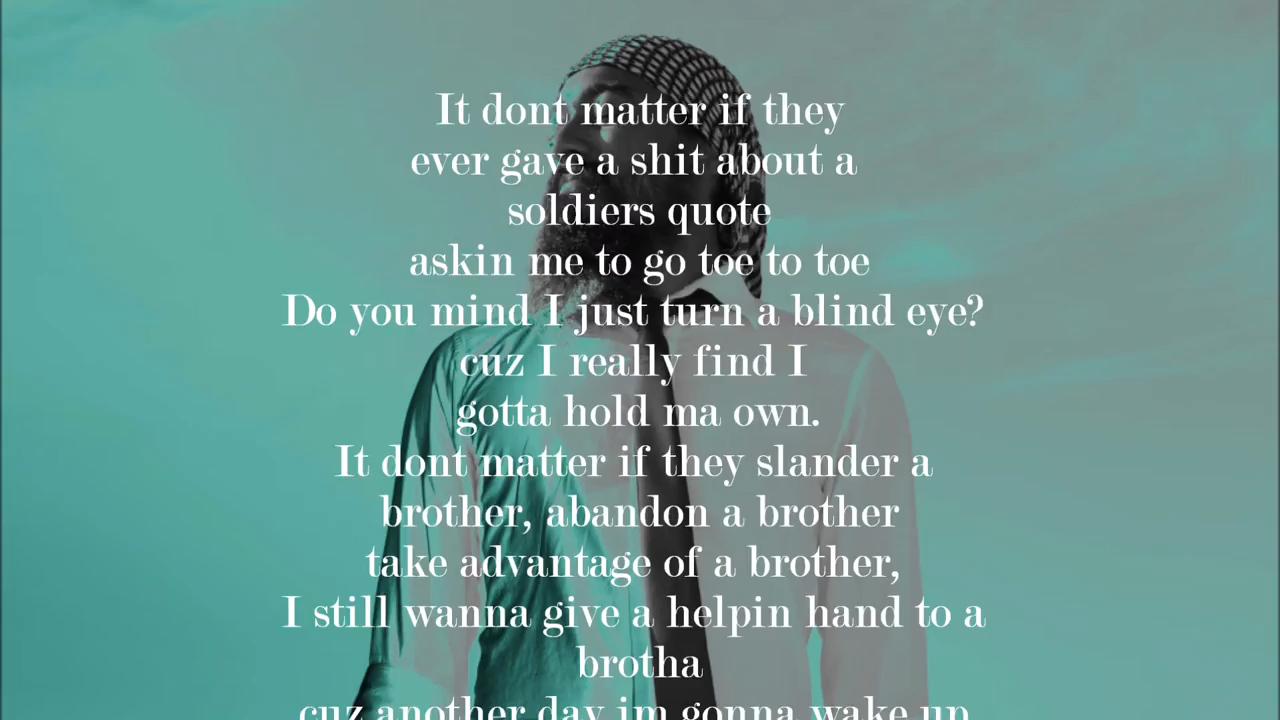 It dont matter if they
ever gave a shit about a
soldiers quote
askin me to go toe to toe
Do you mind I just turn a blind eye?
cuz I really find I
gotta hold ma own.
It dont matter if they slander a
brother, abandon a brother
take advantage of a brother,
I still wanna give a helpin hand to a
brotha
cuz another day im gonna wake up